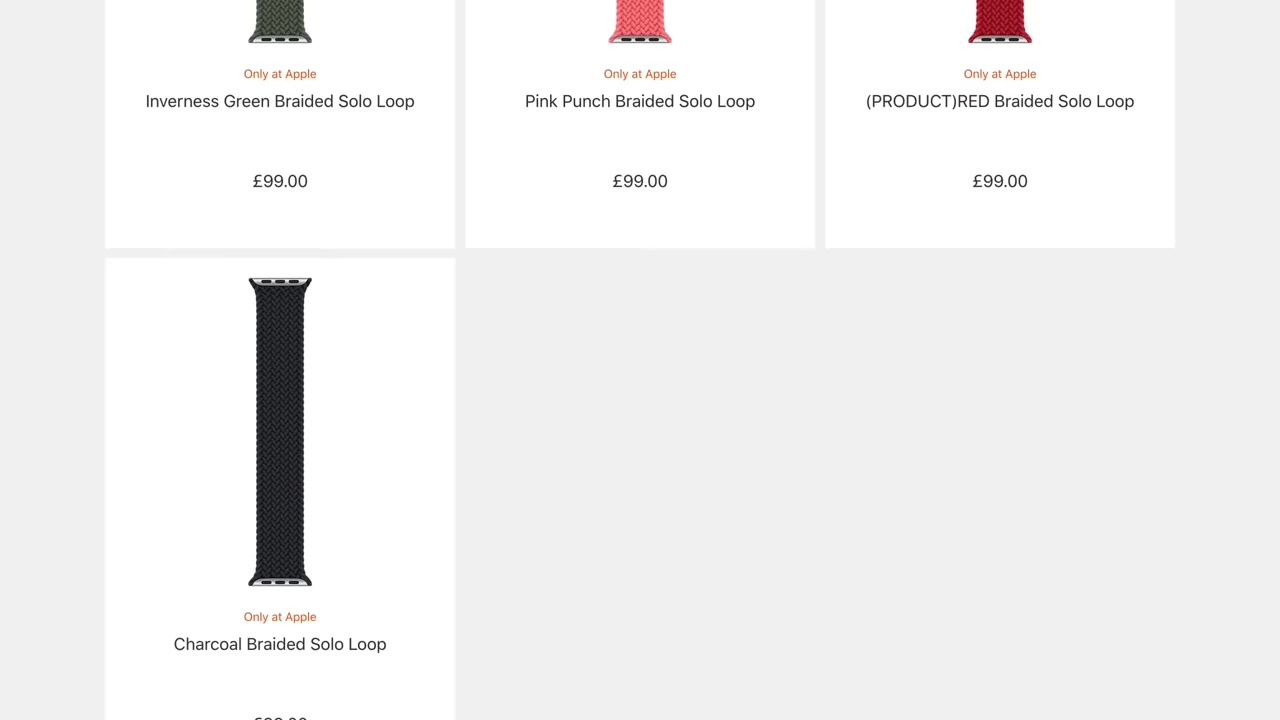 Only at Apple
Inverness Green Braided Solo Loop
£99.00
Only at Apple
Pink Punch Braided Solo Loop
£99.00
Only at Apple
(PRODUCT)RED Braided Solo Loop
£99.00
Only at Apple
Charcoal Braided Solo Loop